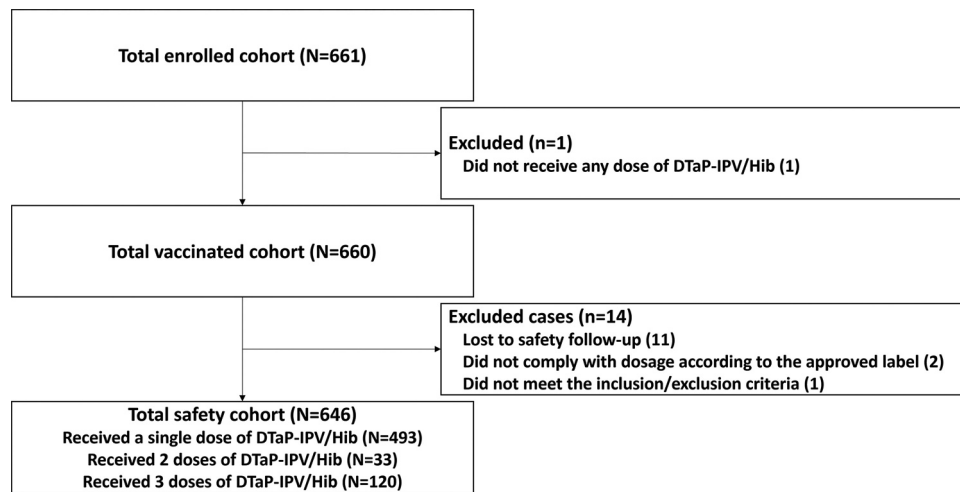 Total enrolled cohort (N=661)
Excluded (n=1)
Did not receive any dose of DTaP-IPV/Hib (1)
Total vaccinated cohort (N=660)
Excluded cases (n=14)
Lost to safety follow-up (11)
Did not comply with dosage according to the approved label (2)
Did not meet the inclusion/exclusion criteria (1)
Total safety cohort (N=646)
Received a single dose of DTaP-IPV/Hib (N=493)
Received 2 doses of DTaP-IPV/Hib (N=33)
Received 3 doses of DTaP-IPV/Hib (N=120)